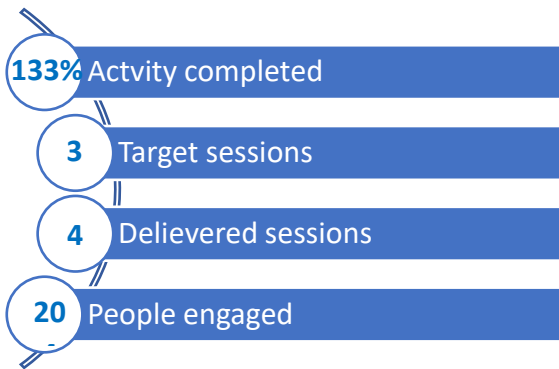 133% Actvity completed
3 Target sessions
4 Delievered sessions
20 People engaged